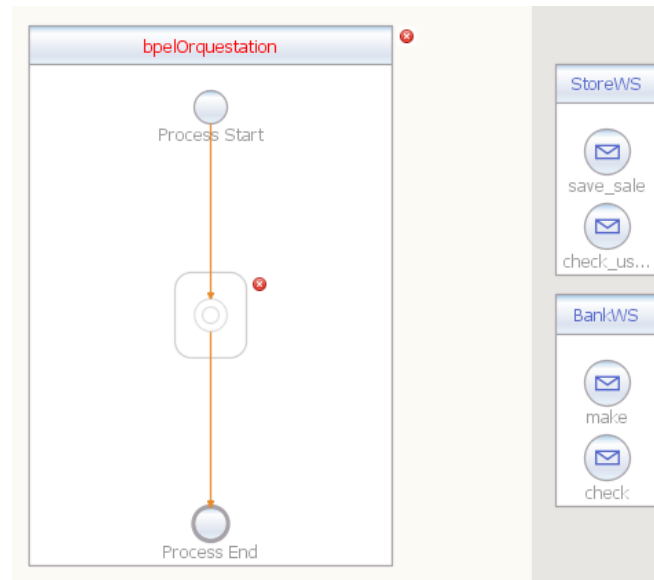 bpelOrquestation
Process Start
Process End
StoreWS
save_sale
check_us...
BankWS
make
check